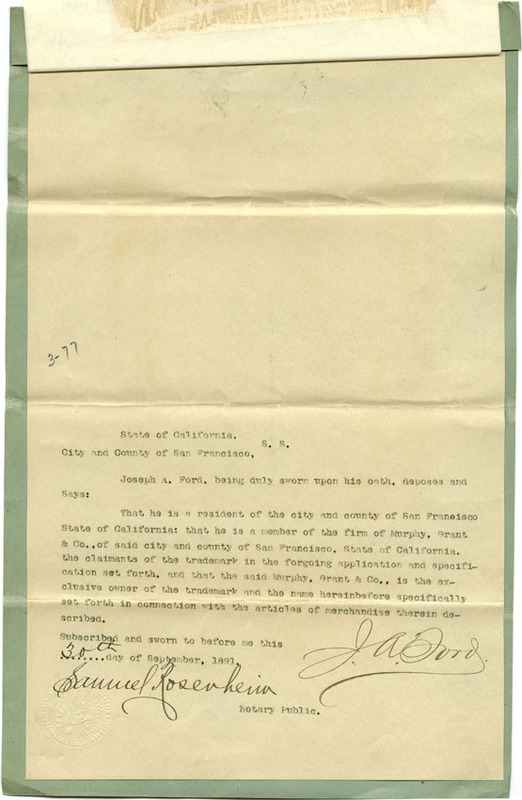 3-77
State of California,
S. S.
City and County of San Francisco,
Joseph A. Ford, being duly sworn upon his oath, deposes and
Says:
That he is a resident of the city and county of San Francisco
State of California: that he is a member of the firm of Murphy, Grant
& Co., of said city and county of San Francisco, State of California,
the claimants of the trademark in the forgoing application and specifi-
cation set forth, and that the said Murphy, Grant & Co., is the ex-
clusive owner of the trademark and the name hereinbefore specifically
set forth in connection with the articles of merchandise therein de-
scribed.
Subscribed and sworn to before me this
30th day of September, 1891.
J. A. Ford.
Samuel Rosenheim
Notary Public.